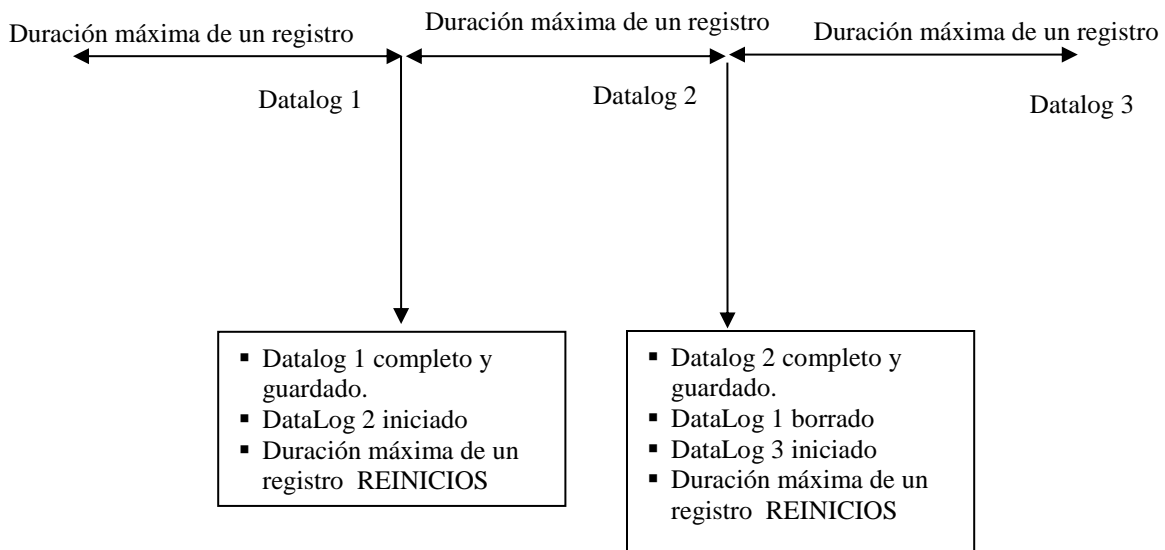 Duración máxima de un registro
Duración máxima de un registro
Duración máxima de un registro
Datalog 1
Datalog 2
Datalog 3
▪ Datalog 1 completo y
guardado.
▪ DataLog 2 iniciado
▪ Duración máxima de un
registro REINICIOS
▪ Datalog 2 completo y
guardado.
▪ DataLog 1 borrado
▪ DataLog 3 iniciado
▪ Duración máxima de un
registro REINICIOS